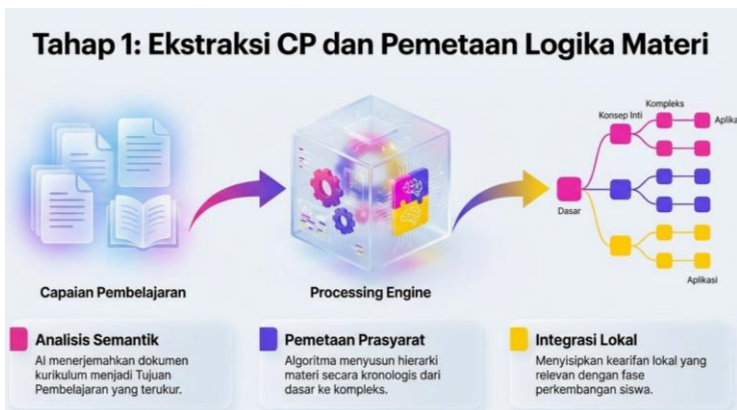 Tahap 1: Ekstraksi CP dan Pemetaan Logika Materi
Kompleks
Konsep Inti
Aplika
Dasar
Aplikasi
Capaian Pembelajaran
Processing Engine
Analisis Semantik
AI menerjemahkan dokumen
kurikulum menjadi Tujuan
Pembelajaran yang terukur.
Pemetaan Prasyarat
Algoritma menyusun hierarki
materi secara kronologis dari
dasar ke kompleks.
Integrasi Lokal
Menyisipkan kearifan lokal yang
relevan dengan fase
perkembangan siswa.